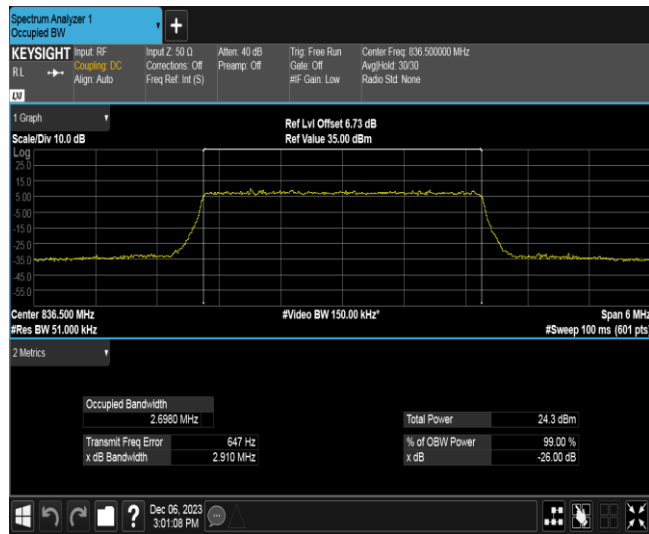 Spectrum Analyzer 1
Occupied BW
KEYSIGHT
RL
LXI
Input: RF
Coupling: DC
Align: Auto
Input Z: 50 Ω
Corrections: Off
Freq Ref: Int (S)
Atten: 40 dB
Preamp: Off
Trig: Free Run
Gate: Off
#IF Gain: Low
Center Freq: 836.500000 MHz
Avg|Hold: 30/30
Radio Std: None
1 Graph
Scale/Div 10.0 dB
Ref Lvl Offset 6.73 dB
Ref Value 35.00 dBm
Log
25.0
15.0
5.00
-5.00
-15.0
-25.0
-35.0
-45.0
-55.0
Center 836.500 MHz
#Video BW 150.00 kHz*
Span 6 MHz
#Res BW 51.000 kHz
#Sweep 100 ms (601 pts)
2 Metrics
Occupied Bandwidth
2.6980 MHz
Total Power 24.3 dBm
Transmit Freq Error 647 Hz
% of OBW Power 99.00 %
x dB Bandwidth 2.910 MHz
x dB -26.00 dB
?
Dec 06, 2023
3:01:08 PM